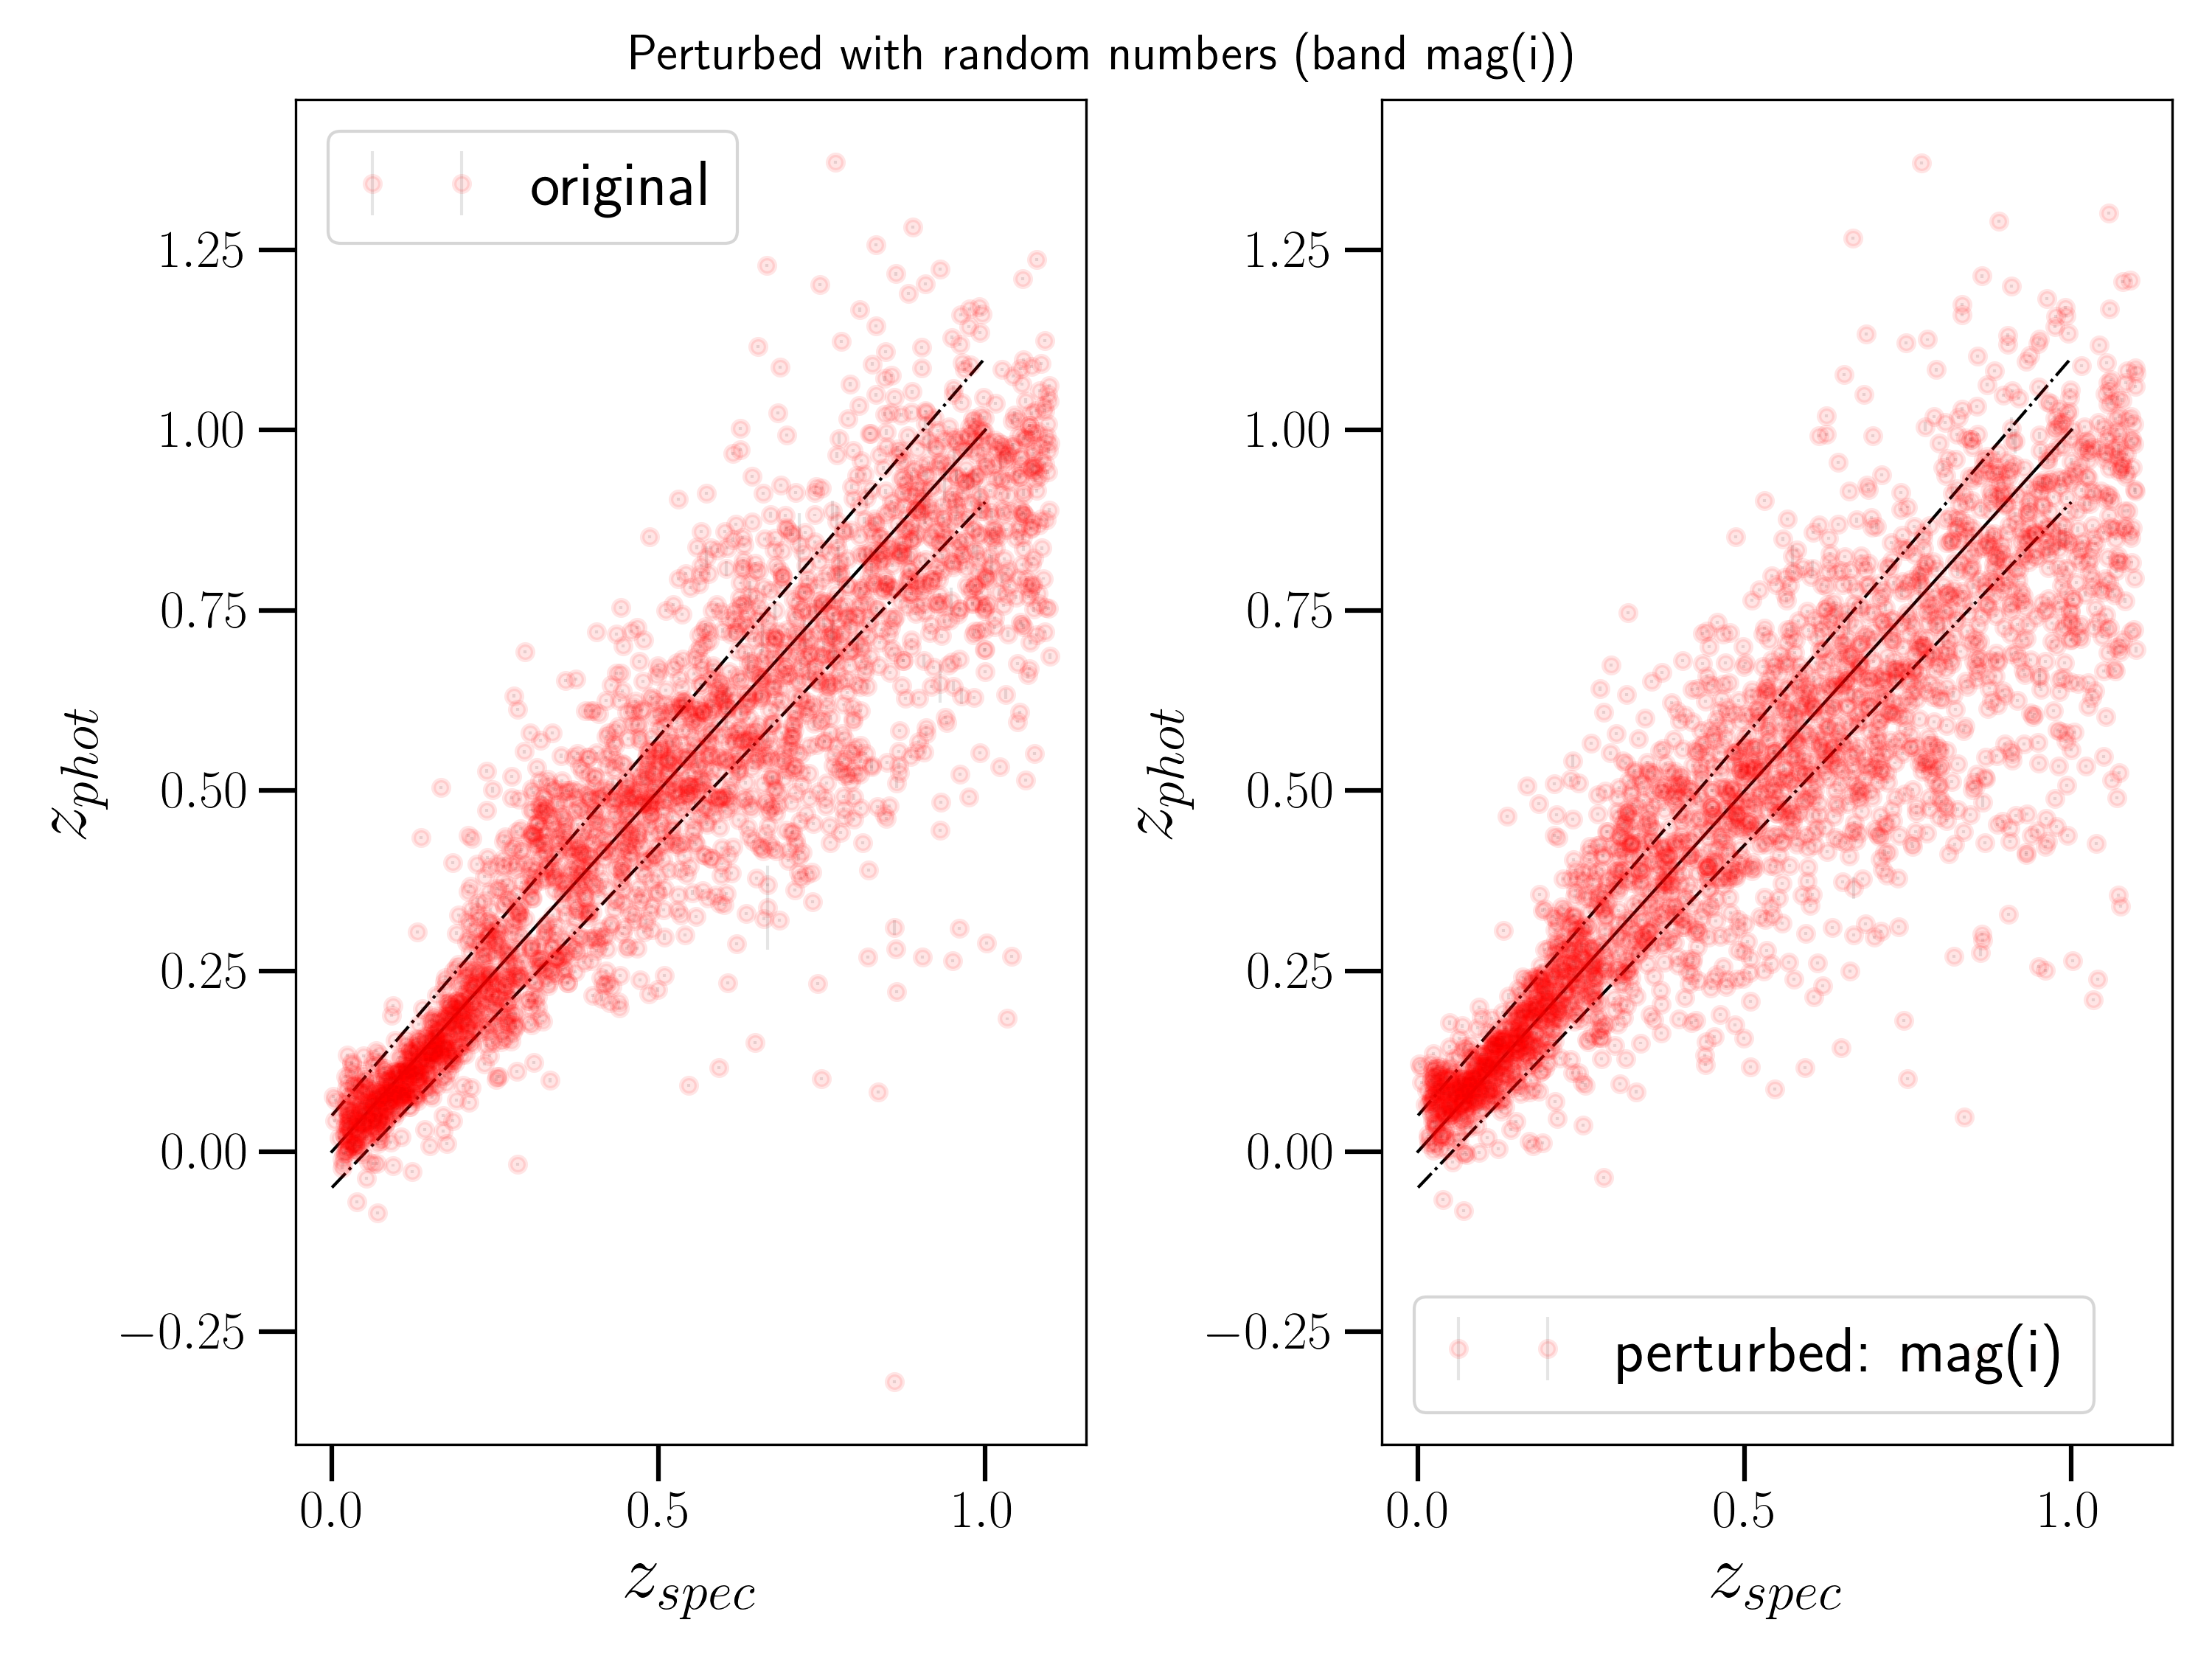 Perturbed with random numbers (band mag(i))
original
1.25
1.00
0.75
0.50
0.25
0.00
−0.25
z_phot
0.0 0.5 1.0
z_spec
1.25
1.00
0.75
0.50
0.25
0.00
−0.25
z_phot
perturbed: mag(i)
0.0 0.5 1.0
z_spec